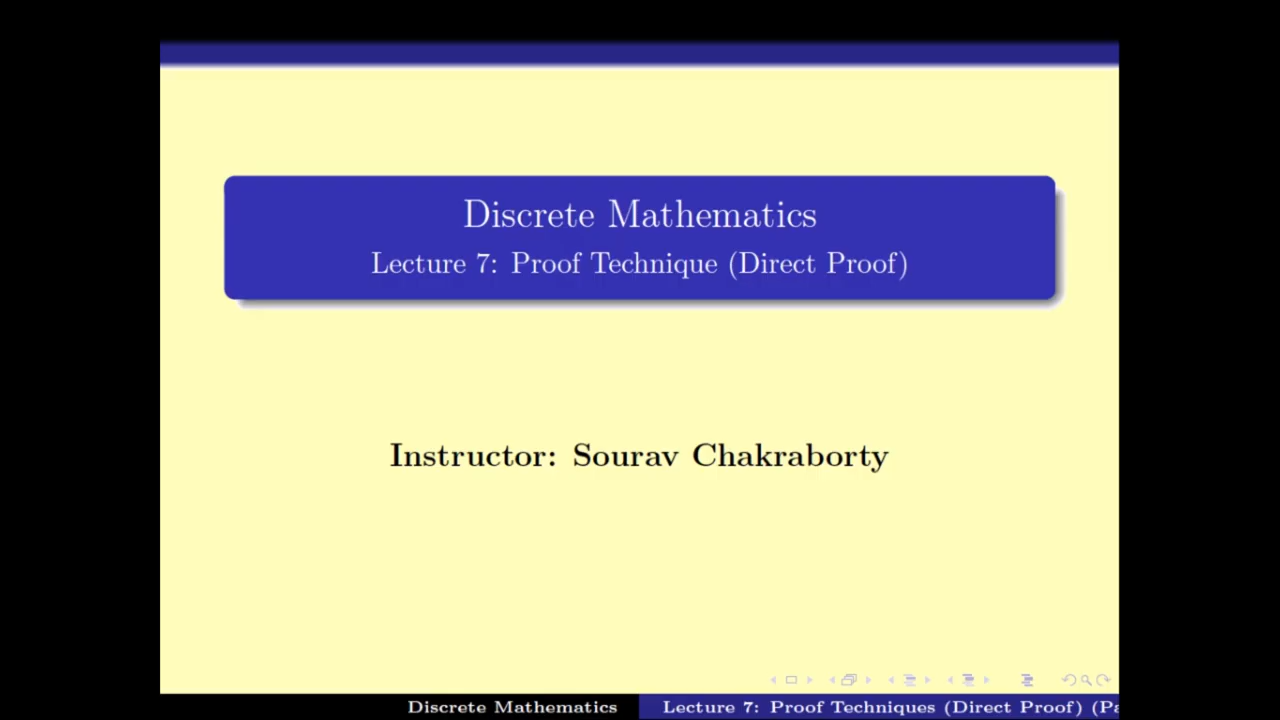 Discrete Mathematics
Lecture 7: Proof Technique (Direct Proof)
Instructor: Sourav Chakraborty
Discrete Mathematics
Lecture 7: Proof Techniques (Direct Proof) (Pa